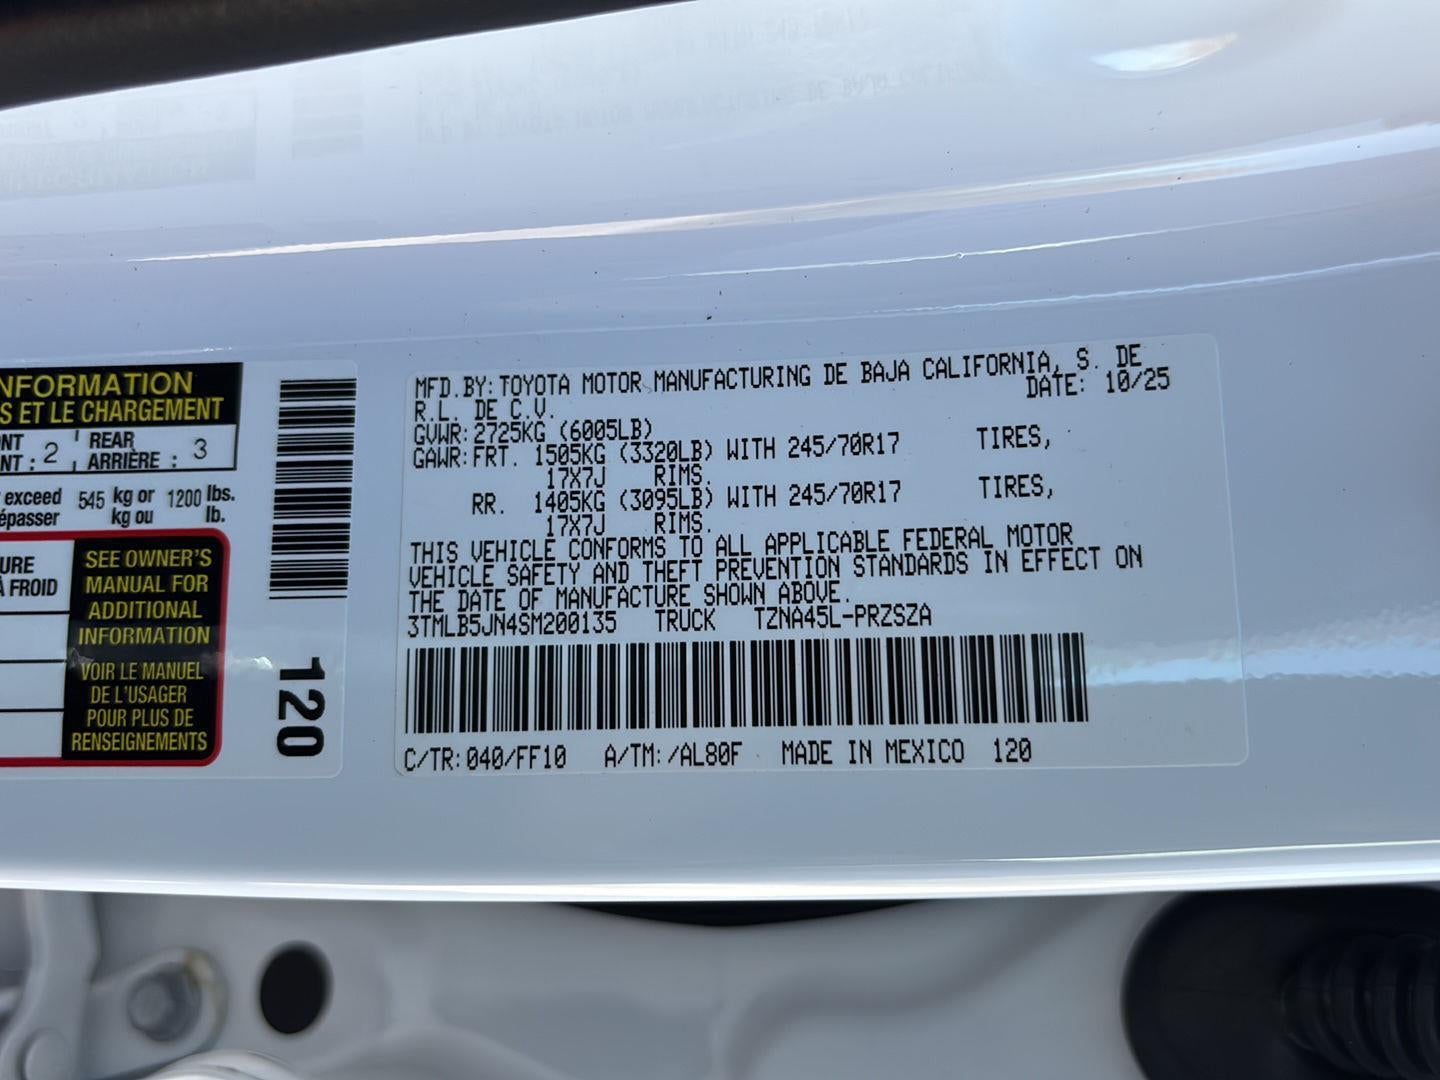 NFORMATION
S ET LE CHARGEMENT
NT : 2 REAR 3
NT : 2 ARRIÈRE : 3
exceed 545 kg or 1200 lbs.
épasser kg ou lb.
URE
À FROID
SEE OWNER'S
MANUAL FOR
ADDITIONAL
INFORMATION
VOIR LE MANUEL
DE L'USAGER
POUR PLUS DE
RENSEIGNEMENTS
120
MFD.BY: TOYOTA MOTOR MANUFACTURING DE BAJA CALIFORNIA, S. DE
R.L. DE C.V. DATE: 10/25
GVWR: 2725KG (6005LB)
GAWR: FRT. 1505KG (3320LB) WITH 245/70R17 TIRES,
17X7J RIMS.
RR. 1405KG (3095LB) WITH 245/70R17 TIRES,
17X7J RIMS.
THIS VEHICLE CONFORMS TO ALL APPLICABLE FEDERAL MOTOR
VEHICLE SAFETY AND THEFT PREVENTION STANDARDS IN EFFECT ON
THE DATE OF MANUFACTURE SHOWN ABOVE.
3TMLB5JN4SM200135 TRUCK TZNA45L-PRZSZA
C/TR: 040/FF10 A/TM: /AL80F MADE IN MEXICO 120